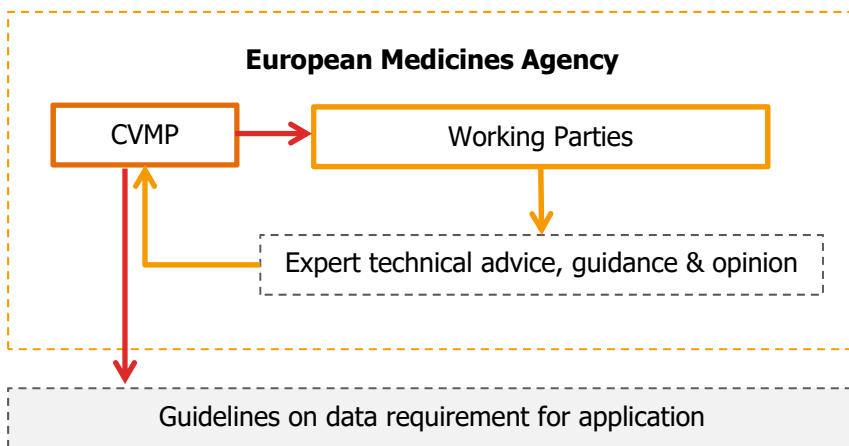 European Medicines Agency
CVMP
Working Parties
Expert technical advice, guidance & opinion
Guidelines on data requirement for application